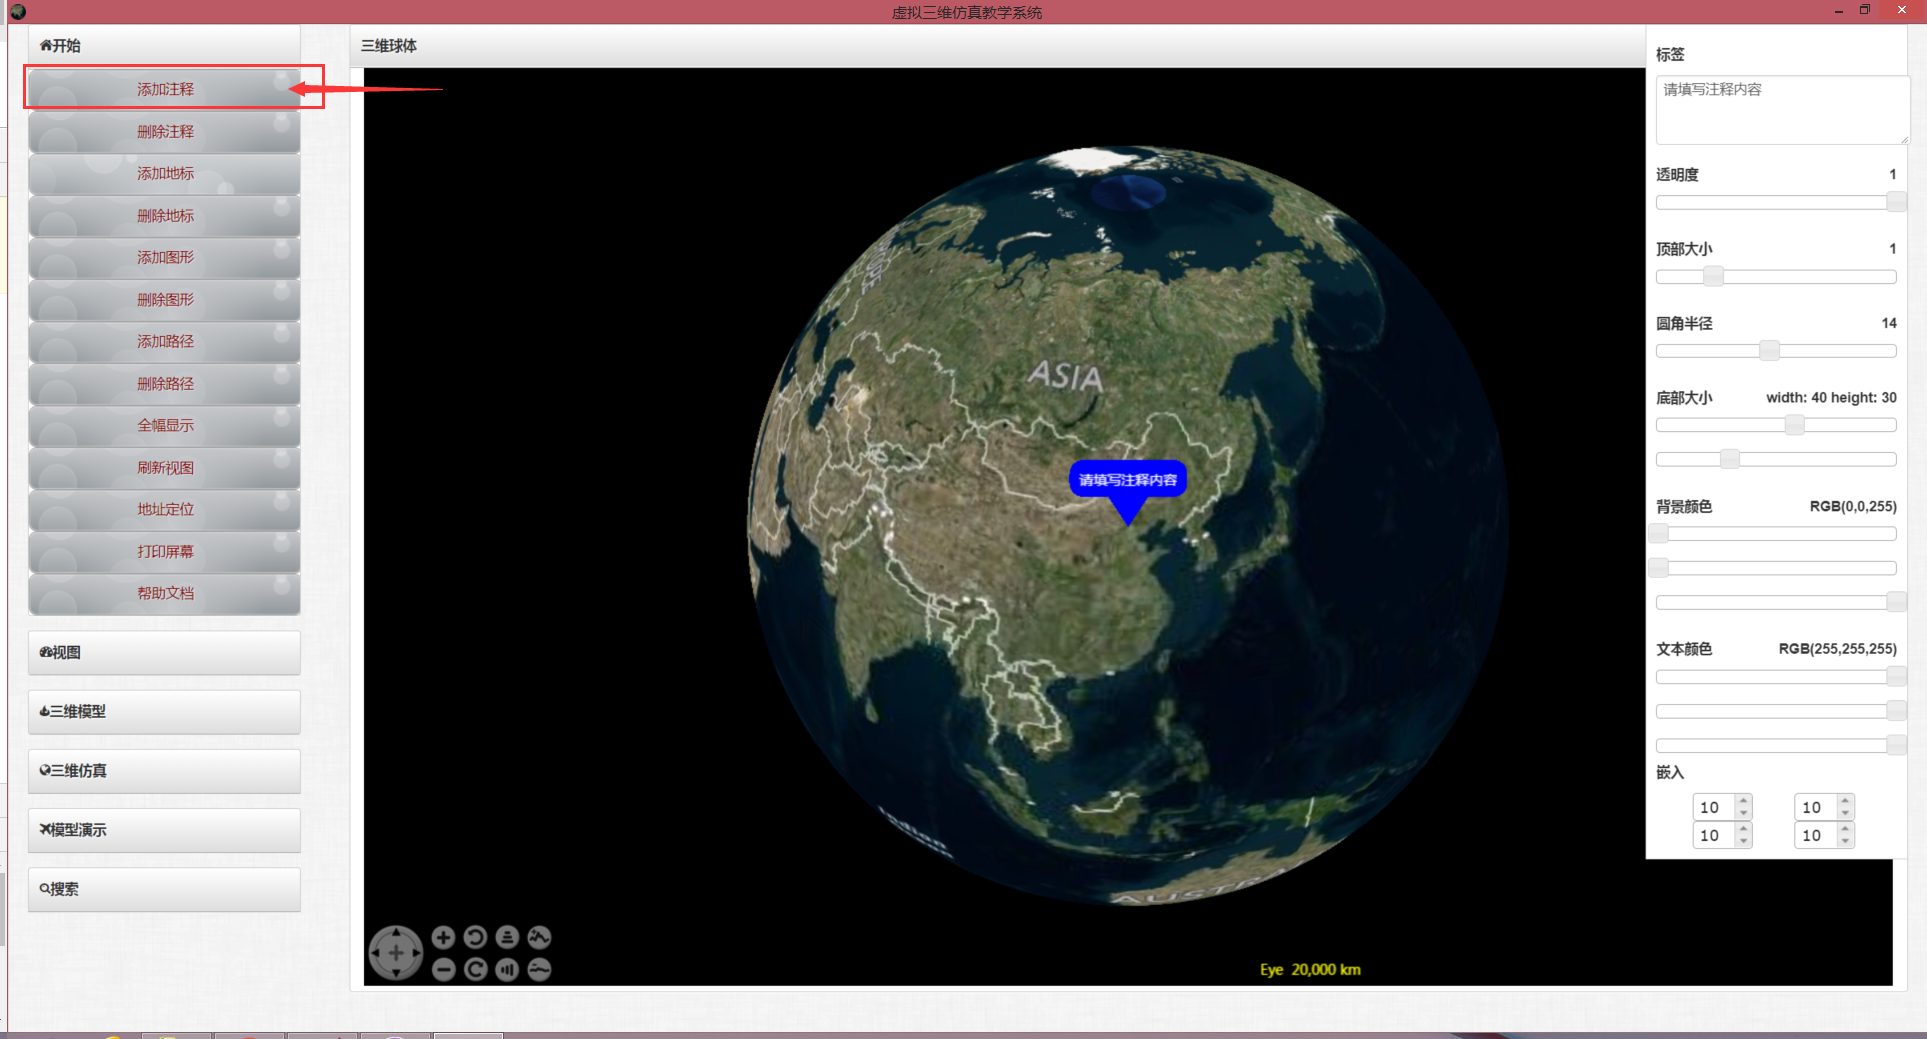 虚拟三维仿真教学系统
开始
添加注释
删除注释
添加地标
删除地标
添加图形
删除图形
添加路径
删除路径
全幅显示
刷新视图
地址定位
打印屏幕
帮助文档
视图
三维模型
三维仿真
模型演示
搜索
三维球体
ASIA
请填写注释内容
Indian
AUSTRA
Eye 20,000 km
标签
请填写注释内容
透明度 1
顶部大小 1
圆角半径 14
底部大小 width: 40 height: 30
背景颜色 RGB(0,0,255)
文本颜色 RGB(255,255,255)
嵌入
10 10
10 10